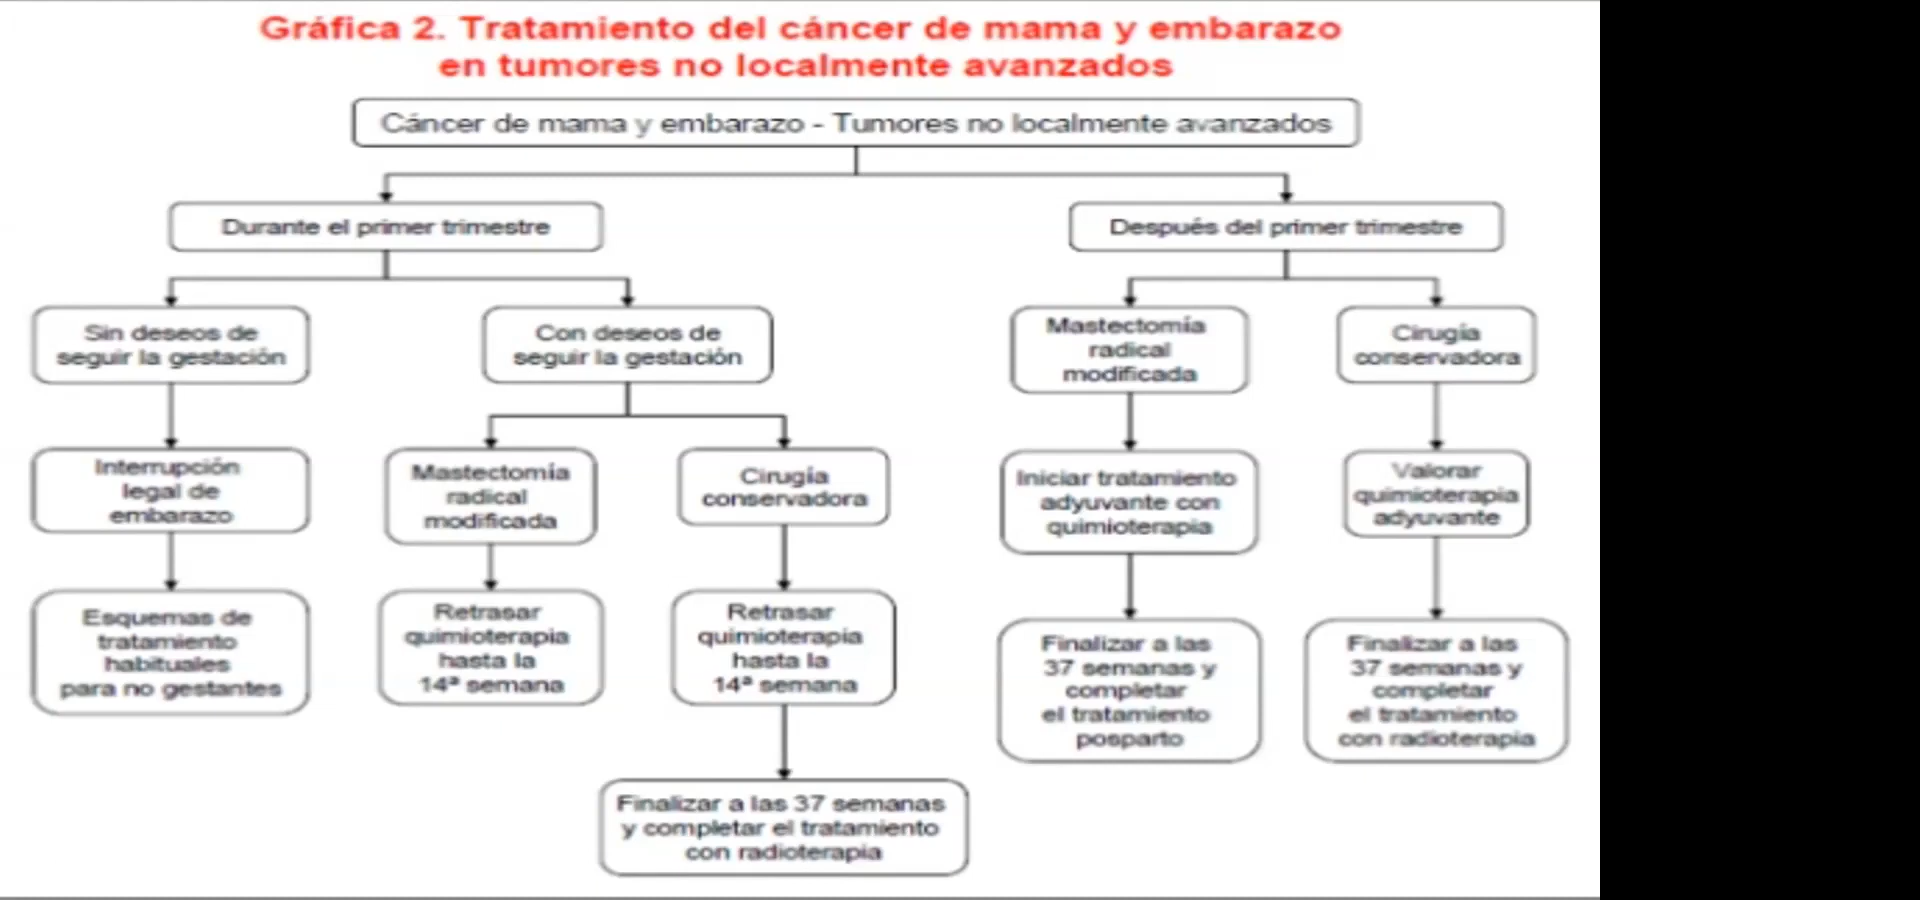 Gráfica 2. Tratamiento del cáncer de mama y embarazo
en tumores no localmente avanzados
Cáncer de mama y embarazo - Tumores no localmente avanzados
Durante el primer trimestre
Después del primer trimestre
Sin deseos de
seguir la gestación
Con deseos de
seguir la gestación
Mastectomía
radical
modificada
Cirugía
conservadora
Interrupción
legal de
embarazo
Mastectomía
radical
modificada
Cirugía
conservadora
Iniciar tratamiento
adyuvante con
quimioterapia
Valorar
quimioterapia
adyuvante
Esquemas de
tratamiento
habituales
para no gestantes
Retrasar
quimioterapia
hasta la
14ª semana
Retrasar
quimioterapia
hasta la
14ª semana
Finalizar a las
37 semanas y
completar
el tratamiento
posparto
Finalizar a las
37 semanas y
completar
el tratamiento
con radioterapia
Finalizar a las 37 semanas
y completar el tratamiento
con radioterapia